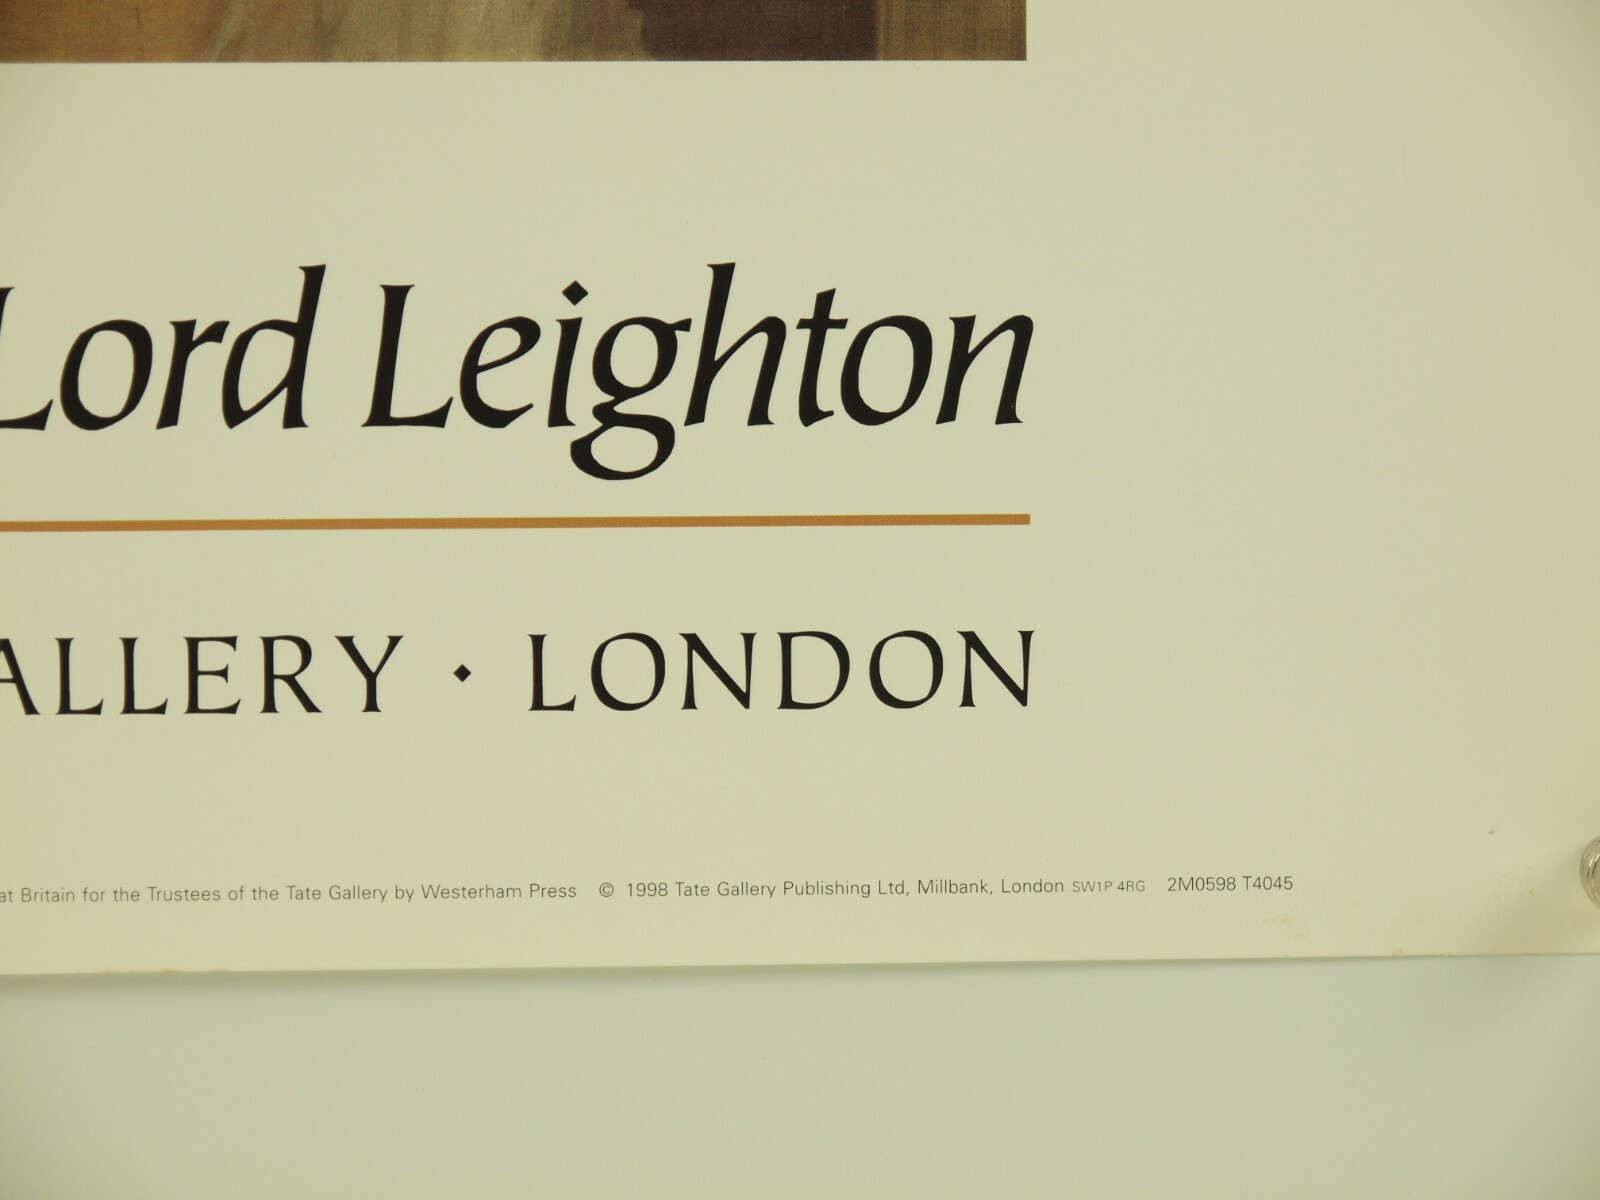 Lord Leighton
ALLERY · LONDON
at Britain for the Trustees of the Tate Gallery by Westerham Press © 1998 Tate Gallery Publishing Ltd, Millbank, London SW1P 4RG 2M0598 T4045